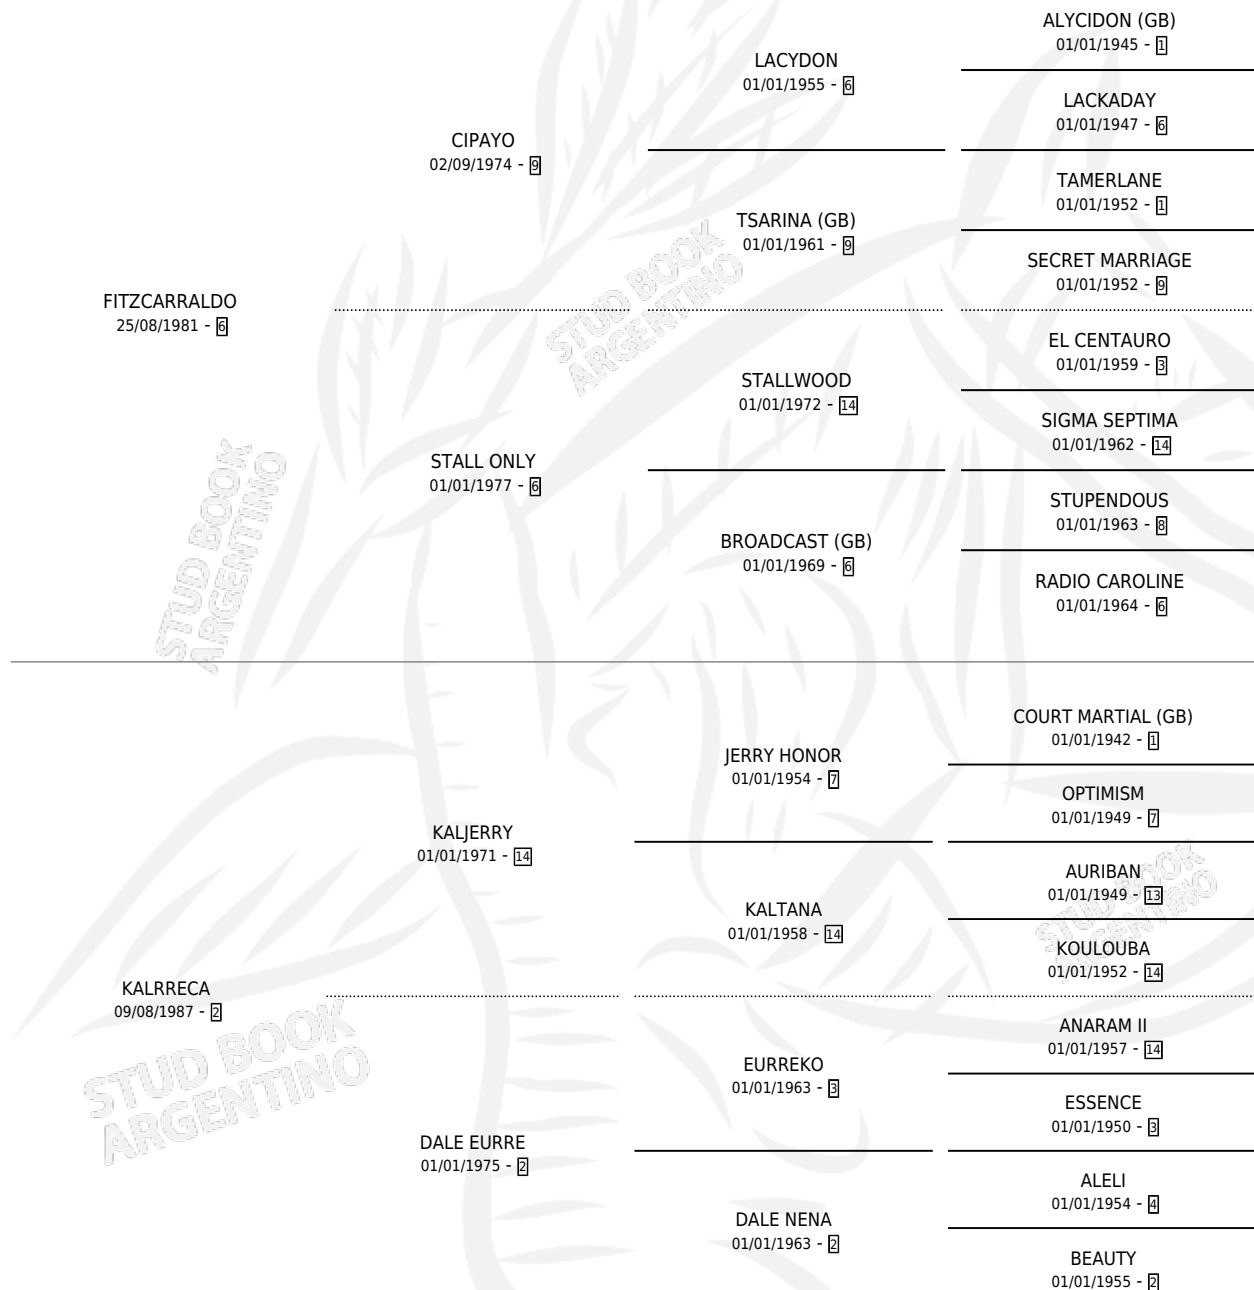 ALYCIDON (GB)
01/01/1945 - 1
LACYDON
01/01/1955 - 6
LACKADAY
01/01/1947 - 6
CIPAYO
02/09/1974 - 9
TAMERLANE
01/01/1952 - 1
TSARINA (GB)
01/01/1961 - 9
SECRET MARRIAGE
01/01/1952 - 9
FITZCARRALDO
25/08/1981 - 6
STUD BOOK
ARGENTINO
EL CENTAURO
01/01/1959 - 3
STALLWOOD
01/01/1972 - 14
SIGMA SEPTIMA
01/01/1962 - 14
STALL ONLY
01/01/1977 - 6
STUPENDOUS
01/01/1963 - 8
BROADCAST (GB)
01/01/1969 - 6
RADIO CAROLINE
01/01/1964 - 6
STUD BOOK
ARGENTINO
COURT MARTIAL (GB)
01/01/1942 - 1
JERRY HONOR
01/01/1954 - 7
OPTIMISM
01/01/1949 - 7
KALJERRY
01/01/1971 - 14
AURIBAN
01/01/1949 - 13
KALTANA
01/01/1958 - 14
STUD BOOK
ARGENTINO
KOULOUBA
01/01/1952 - 14
KALRRECA
09/08/1987 - 2
ANARAM II
01/01/1957 - 14
EURREKO
01/01/1963 - 3
STUD BOOK
ARGENTINO
ESSENCE
01/01/1950 - 3
DALE EURRE
01/01/1975 - 2
ALELI
01/01/1954 - 4
DALE NENA
01/01/1963 - 2
BEAUTY
01/01/1955 - 2